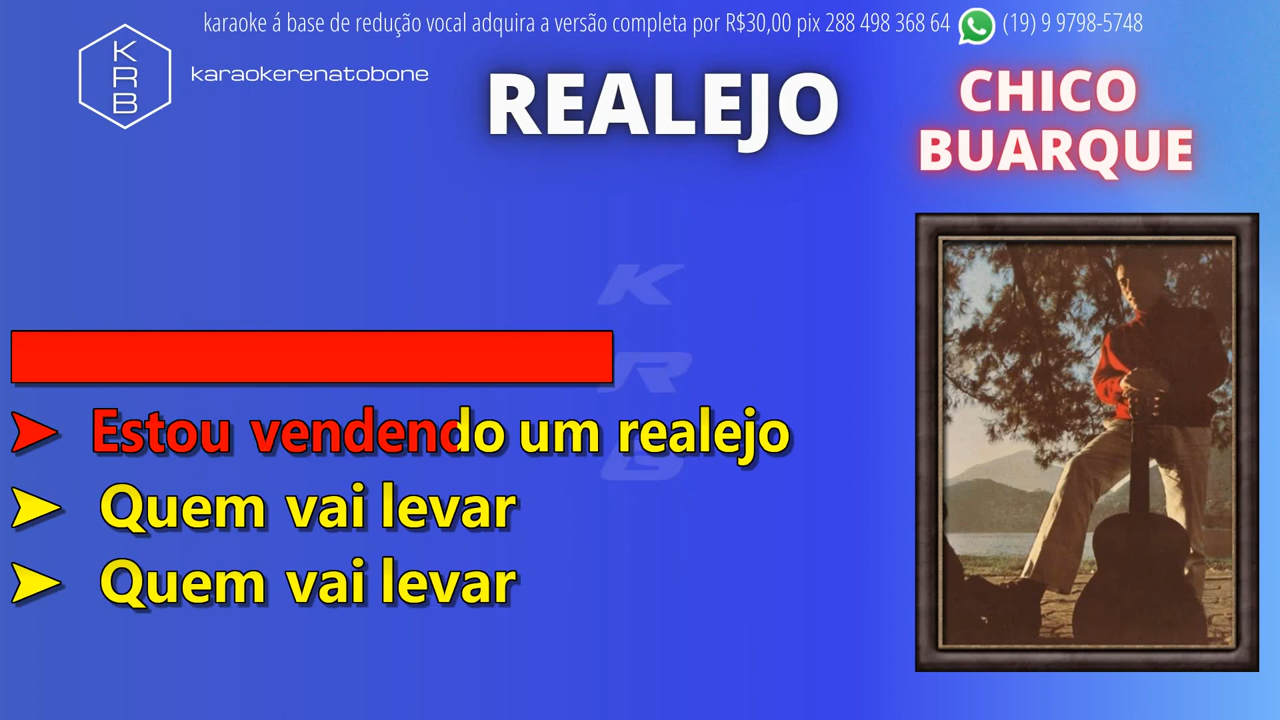 karaoke á base de redução vocal adquira a versão completa por R$30,00 pix 288 498 368 64 (19) 9 9798-5748
K
R
B
karaokerenatobone
REALEJO
CHICO
BUARQUE
K
R
B
➤ Estou vendendo um realejo
➤ Quem vai levar
➤ Quem vai levar